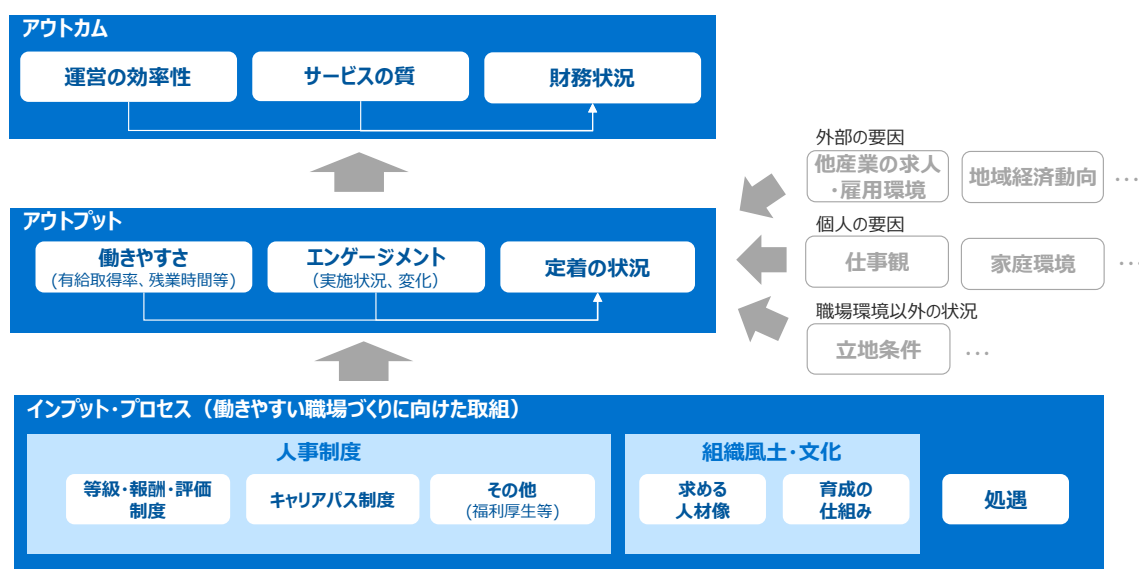 アウトカム
運営の効率性
サービスの質
財務状況
外部の要因
他産業の求人
・雇用環境
地域経済動向
…
アウトプット
働きやすさ
(有給取得率、残業時間等)
エンゲージメント
(実施状況、変化)
定着の状況
個人の要因
仕事観
家庭環境
…
職場環境以外の状況
立地条件
…
インプット・プロセス（働きやすい職場づくりに向けた取組）
人事制度
等級・報酬・評価
制度
キャリアパス制度
その他
(福利厚生等)
組織風土・文化
求める
人材像
育成の
仕組み
処遇